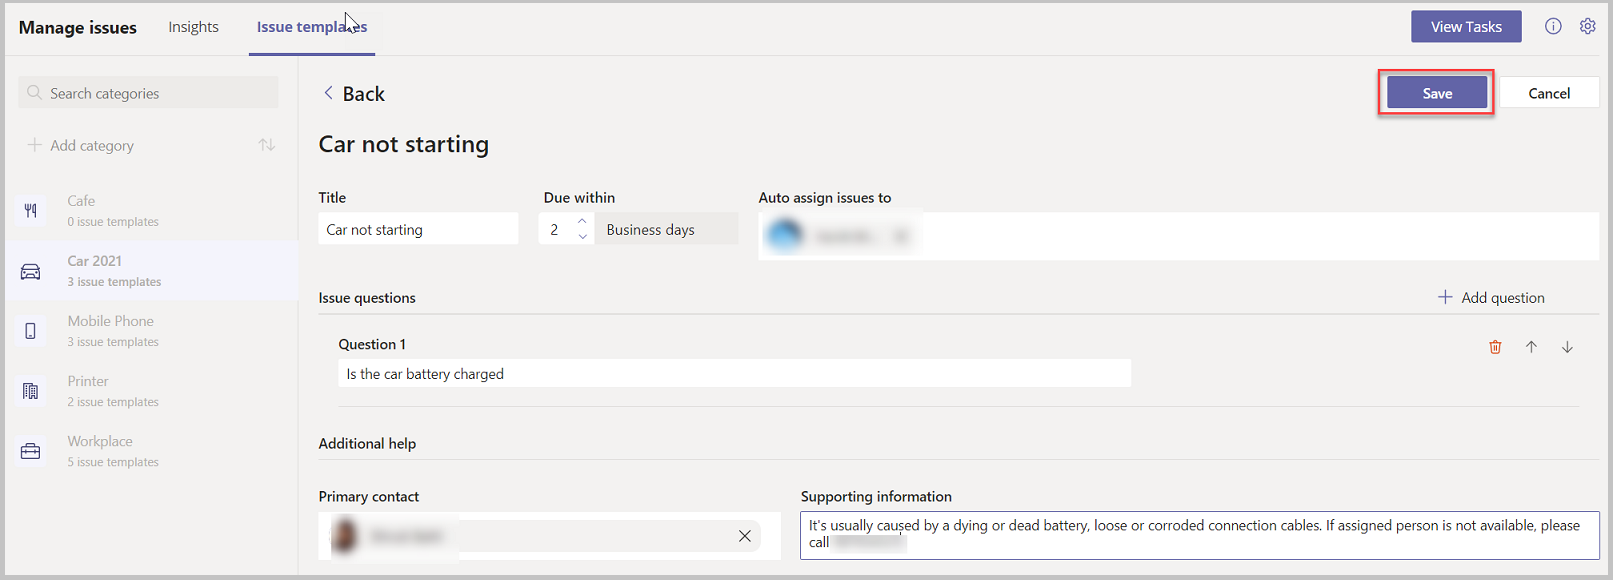 Manage issues
Insights
Issue templates
View Tasks
Search categories
Back
Save
Cancel
Add category
Car not starting
Cafe
0 issue templates
Title
Due within
Auto assign issues to
Car not starting
2
Business days
Car 2021
3 issue templates
Issue questions
Add question
Mobile Phone
3 issue templates
Question 1
Is the car battery charged
Printer
2 issue templates
Workplace
5 issue templates
Additional help
Primary contact
Supporting information
It's usually caused by a dying or dead battery, loose or corroded connection cables. If assigned person is not available, please
call